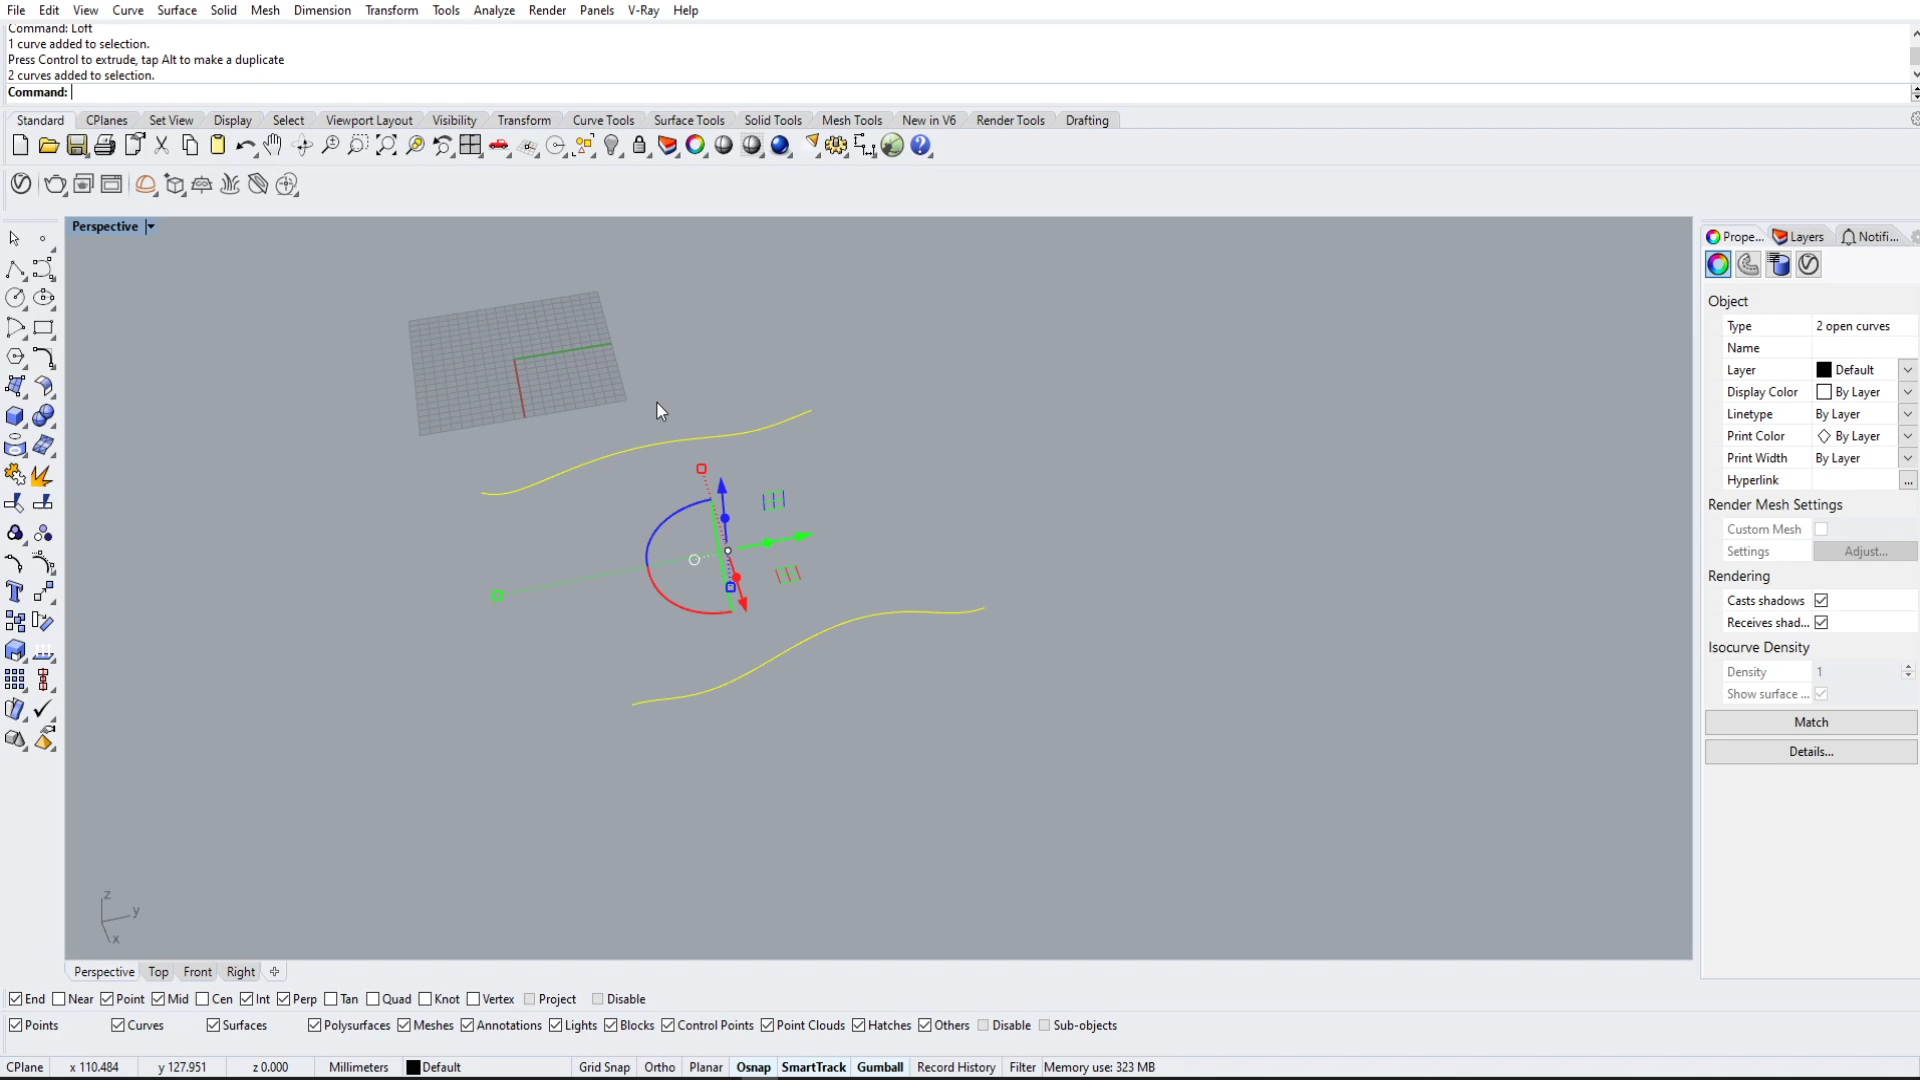 File Edit View Curve Surface Solid Mesh Dimension Transform Tools Analyze Render Panels V-Ray Help
Command: Loft
1 curve added to selection.
Press Control to extrude, tap Alt to make a duplicate
2 curves added to selection.
Command:
Standard CPlanes Set View Display Select Viewport Layout Visibility Transform Curve Tools Surface Tools Solid Tools Mesh Tools New in V6 Render Tools Drafting
Perspective
Prope... Layers Notifi...
Object
Type 2 open curves
Name
Layer Default
Display Color By Layer
Linetype By Layer
Print Color By Layer
Print Width By Layer
Hyperlink ...
Render Mesh Settings
Custom Mesh
Settings Adjust...
Rendering
Casts shadows
Receives shad...
Isocurve Density
Density 1
Show surface ...
Match
Details...
z
y
x
Perspective Top Front Right
End Near Point Mid Cen Int Perp Tan Quad Knot Vertex Project Disable
Points Curves Surfaces Polysurfaces Meshes Annotations Lights Blocks Control Points Point Clouds Hatches Others Disable Sub-objects
CPlane x 110.484 y 127.951 z 0.000 Millimeters Default Grid Snap Ortho Planar Osnap SmartTrack Gumball Record History Filter Memory use: 323 MB